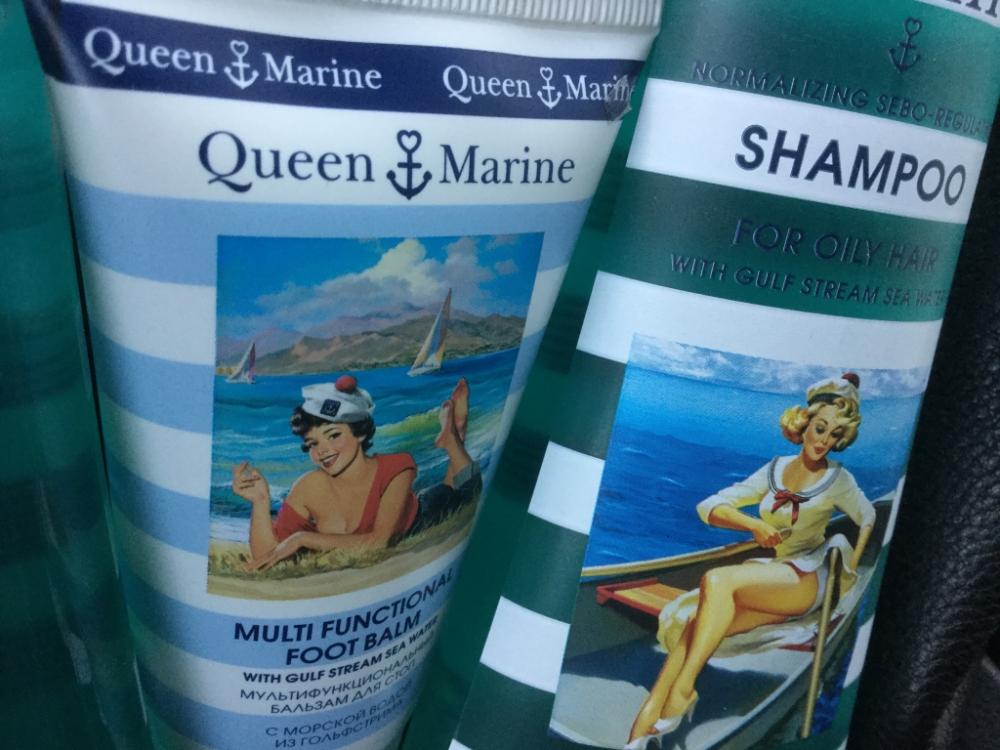 Queen Marine
Queen Marine
Queen Marine
MULTI FUNCTIONAL
FOOT BALM
WITH GULF STREAM SEA WATER
МУЛЬТИФУНКЦИОНАЛЬНЫЙ
БАЛЬЗАМ ДЛЯ СТОП
С МОРСКОЙ ВОДОЙ
ИЗ ГОЛЬФСТРИМА
NORMALIZING SEBO-REGULA
SHAMPOO
FOR OILY HAIR
WITH GULF STREAM SEA WATER